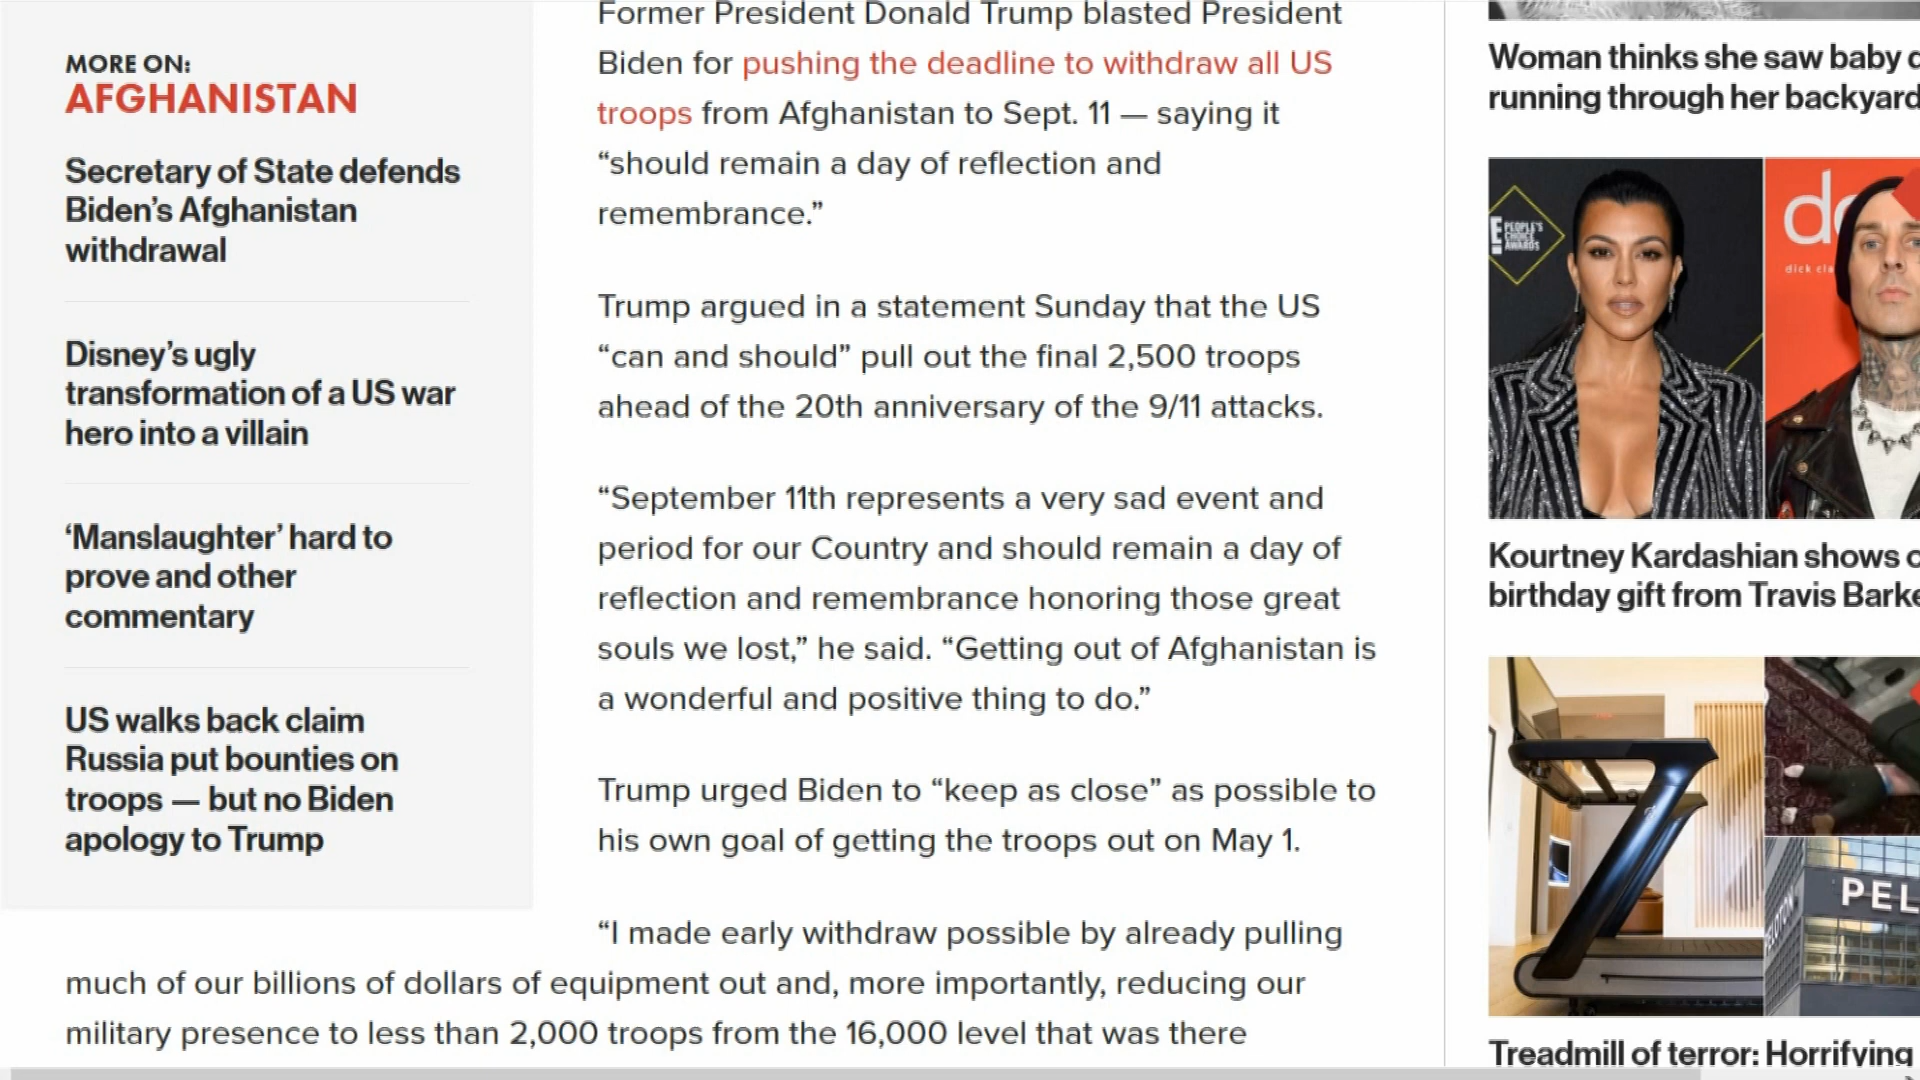 MORE ON:
AFGHANISTAN
Secretary of State defends
Biden’s Afghanistan
withdrawal
Disney’s ugly
transformation of a US war
hero into a villain
‘Manslaughter’ hard to
prove and other
commentary
US walks back claim
Russia put bounties on
troops — but no Biden
apology to Trump
Former President Donald Trump blasted President
Biden for pushing the deadline to withdraw all US
troops from Afghanistan to Sept. 11 — saying it
“should remain a day of reflection and
remembrance.”
Trump argued in a statement Sunday that the US
“can and should” pull out the final 2,500 troops
ahead of the 20th anniversary of the 9/11 attacks.
“September 11th represents a very sad event and
period for our Country and should remain a day of
reflection and remembrance honoring those great
souls we lost,” he said. “Getting out of Afghanistan is
a wonderful and positive thing to do.”
Trump urged Biden to “keep as close” as possible to
his own goal of getting the troops out on May 1.
“I made early withdraw possible by already pulling
much of our billions of dollars of equipment out and, more importantly, reducing our
military presence to less than 2,000 troops from the 16,000 level that was there
Woman thinks she saw baby d
running through her backyard
E PEOPLE'S
CHOICE
AWARDS
dc
dick cla
Kourtney Kardashian shows o
birthday gift from Travis Barke
PEL
Treadmill of terror: Horrifying